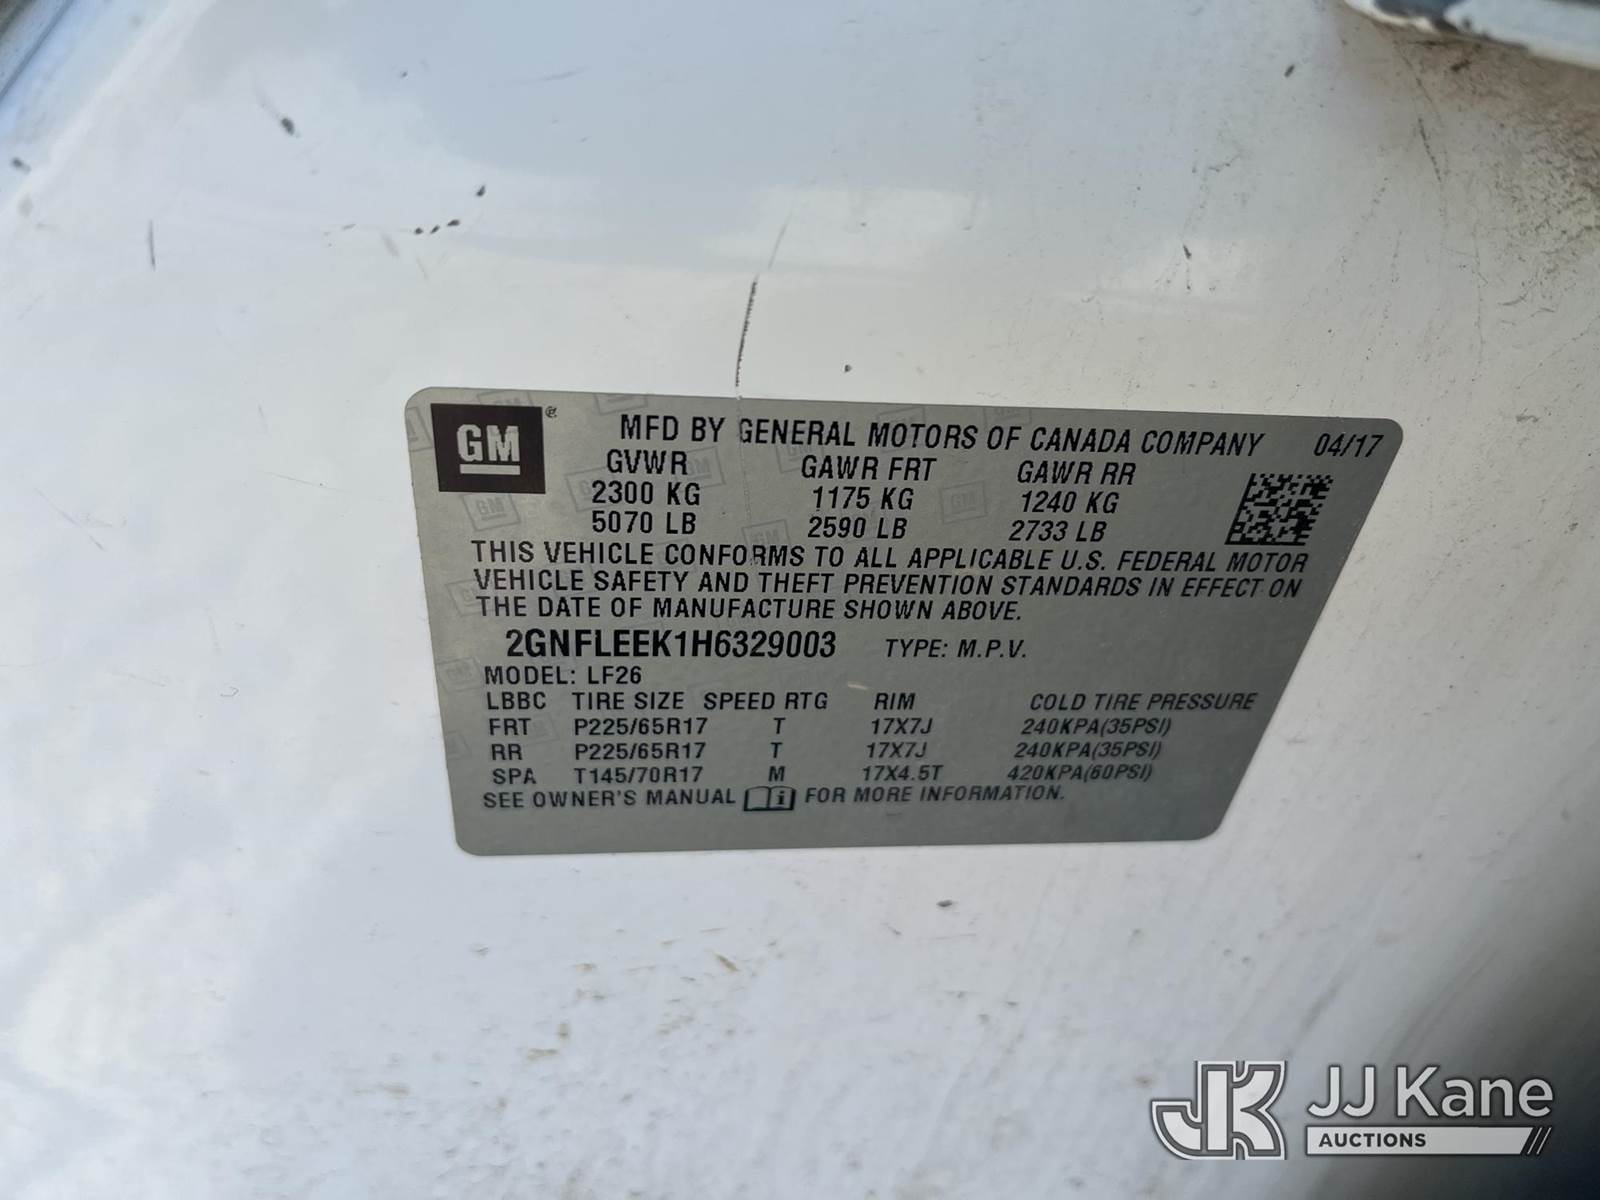 GM ®
MFD BY GENERAL MOTORS OF CANADA COMPANY 04/17
GVWR GAWR FRT GAWR RR
2300 KG 1175 KG 1240 KG
5070 LB 2590 LB 2733 LB
THIS VEHICLE CONFORMS TO ALL APPLICABLE U.S. FEDERAL MOTOR
VEHICLE SAFETY AND THEFT PREVENTION STANDARDS IN EFFECT ON
THE DATE OF MANUFACTURE SHOWN ABOVE.
2GNFLEEK1H6329003 TYPE: M.P.V.
MODEL: LF26
LBBC TIRE SIZE SPEED RTG RIM COLD TIRE PRESSURE
FRT P225/65R17 T 17X7J 240KPA(35PSI)
RR P225/65R17 T 17X7J 240KPA(35PSI)
SPA T145/70R17 M 17X4.5T 420KPA(60PSI)
SEE OWNER'S MANUAL i FOR MORE INFORMATION.
JK JJ Kane
AUCTIONS